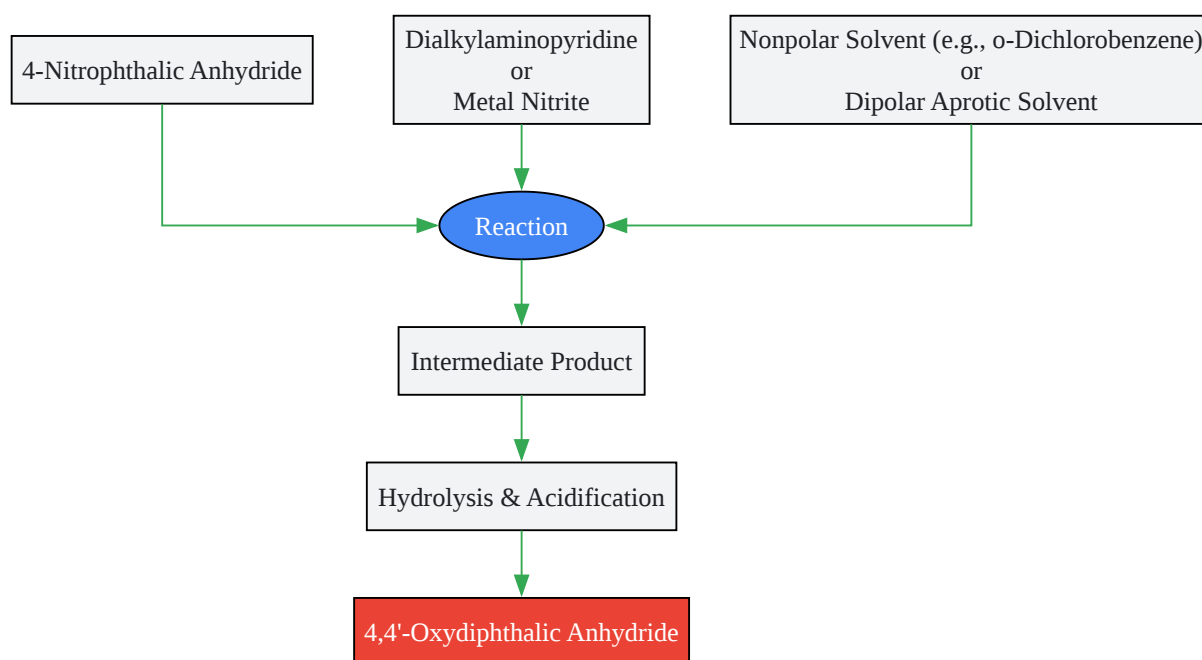 4-Nitrophthalic Anhydride
Dialkylaminopyridine
or
Metal Nitrite
Nonpolar Solvent (e.g., o-Dichlorobenzene)
or
Dipolar Aprotic Solvent
Reaction
Intermediate Product
Hydrolysis & Acidification
4,4'-Oxydiphthalic Anhydride